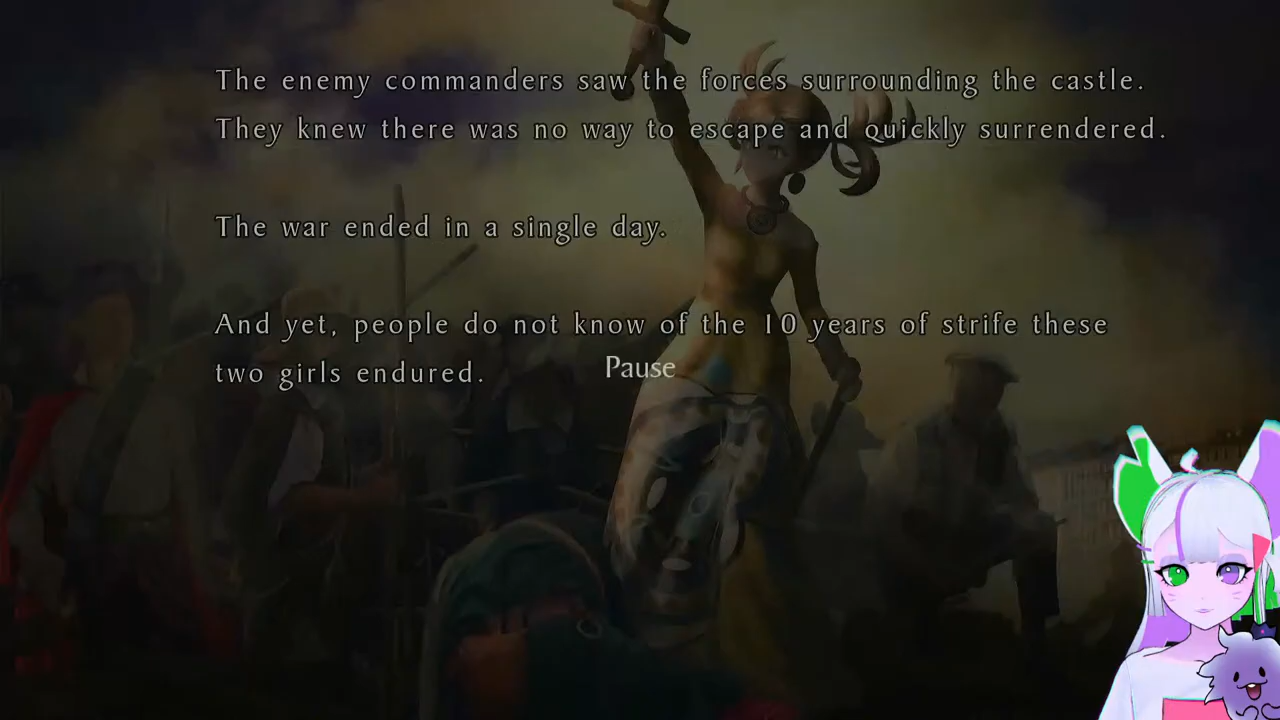 The enemy commanders saw the forces surrounding the castle.
They knew there was no way to escape and quickly surrendered.
The war ended in a single day.
And yet, people do not know of the 10 years of strife these
two girls endured.
Pause